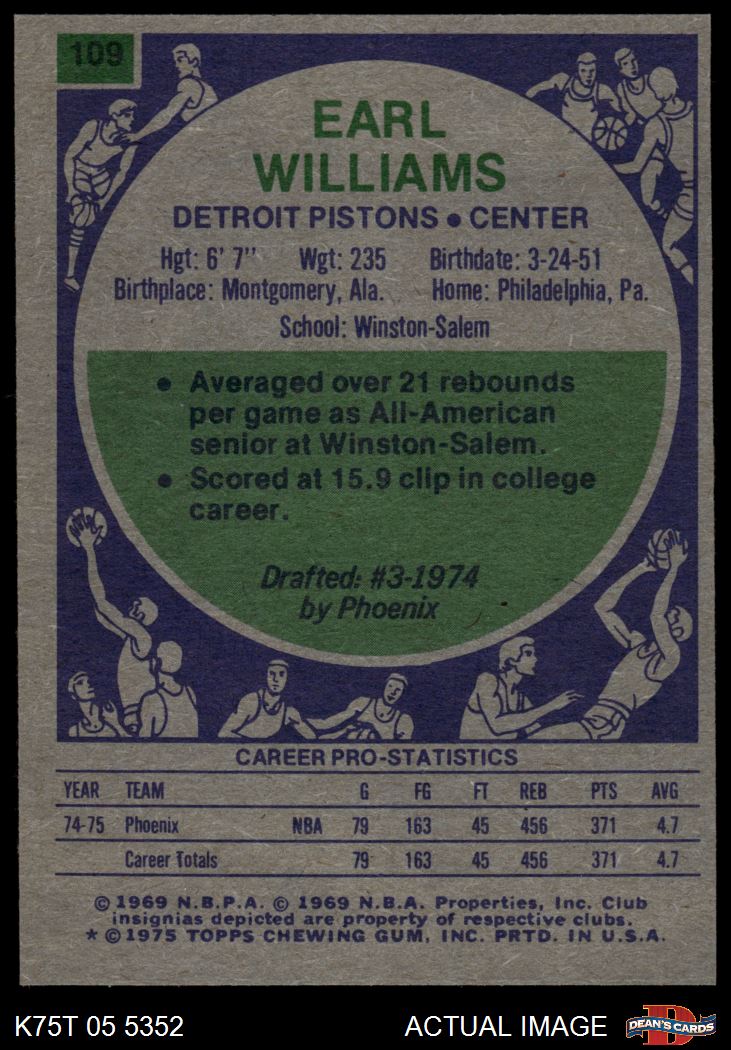 109
EARL
WILLIAMS
DETROIT PISTONS • CENTER
Hgt: 6' 7" Wgt: 235 Birthdate: 3-24-51
Birthplace: Montgomery, Ala. Home: Philadelphia, Pa.
School: Winston-Salem
• Averaged over 21 rebounds
per game as All-American
senior at Winston-Salem.
• Scored at 15.9 clip in college
career.
Drafted: #3-1974
by Phoenix
CAREER PRO-STATISTICS
YEAR TEAM G FG FT REB PTS AVG
74-75 Phoenix NBA 79 163 45 456 371 4.7
Career Totals 79 163 45 456 371 4.7
© 1969 N.B.P.A. © 1969 N.B.A. Properties, Inc. Club
insignias depicted are property of respective clubs.
* © 1975 TOPPS CHEWING GUM, INC. PRTD. IN U.S.A.
K75T 05 5352 ACTUAL IMAGE D DEAN'S CARDS